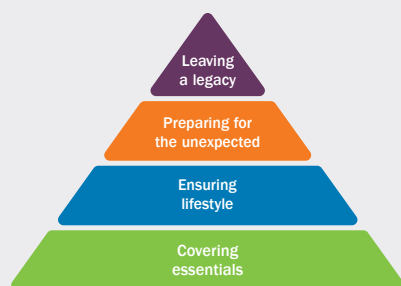 Leaving
a legacy
Preparing for
the unexpected
Ensuring
lifestyle
Covering
essentials